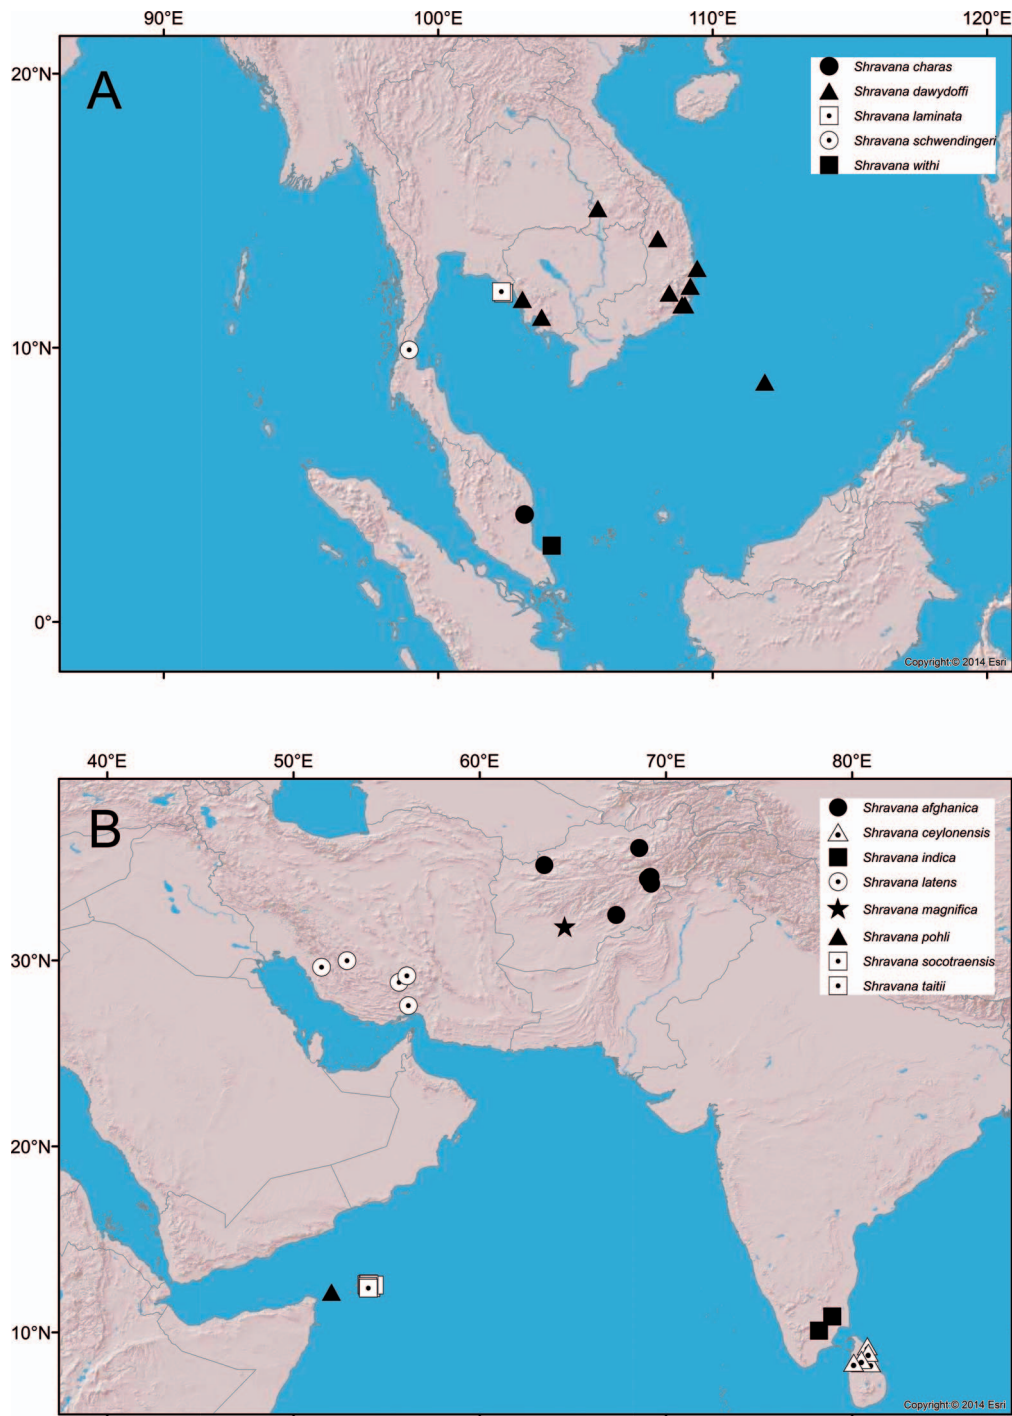 90°E 100°E 110°E 120°E
20°N
A
Shravana charas
Shravana dawydoffi
Shravana laminata
Shravana schwendingeri
Shravana withi
10°N
0°
Copyright © 2014 Esri
40°E 50°E 60°E 70°E 80°E
B
Shravana afghanica
Shravana ceylonensis
Shravana indica
Shravana latens
Shravana magnifica
Shravana pohli
Shravana socotraensis
Shravana taitii
30°N
20°N
10°N
Copyright © 2014 Esri